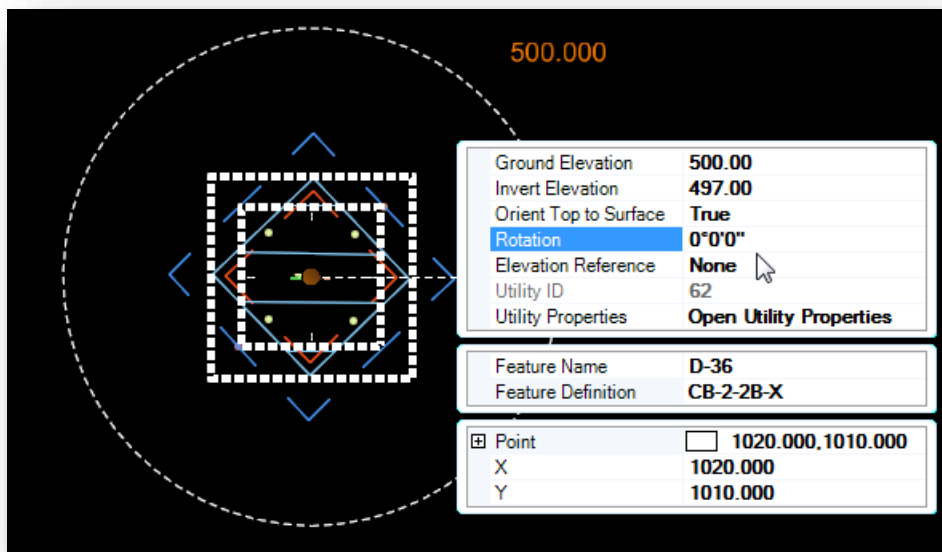 500.000
Ground Elevation 500.00
Invert Elevation 497.00
Orient Top to Surface True
Rotation 0°0'0"
Elevation Reference None
Utility ID 62
Utility Properties Open Utility Properties
Feature Name D-36
Feature Definition CB-2-2B-X
Point 1020.000,1010.000
X 1020.000
Y 1010.000